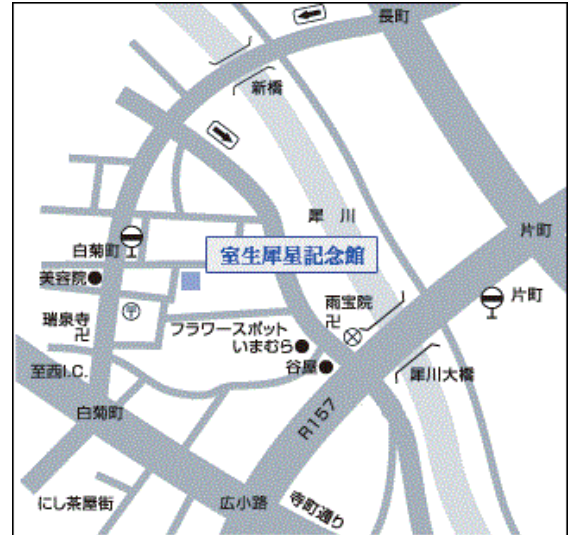 長町
新橋
犀 川
片町
白菊町
室生犀星記念館
美容院
片町
雨宝院
瑞泉寺
フラワースポット
いまむら
谷屋
犀川大橋
至西I.C.
白菊町
R157
にし茶屋街
広小路
寺町通り